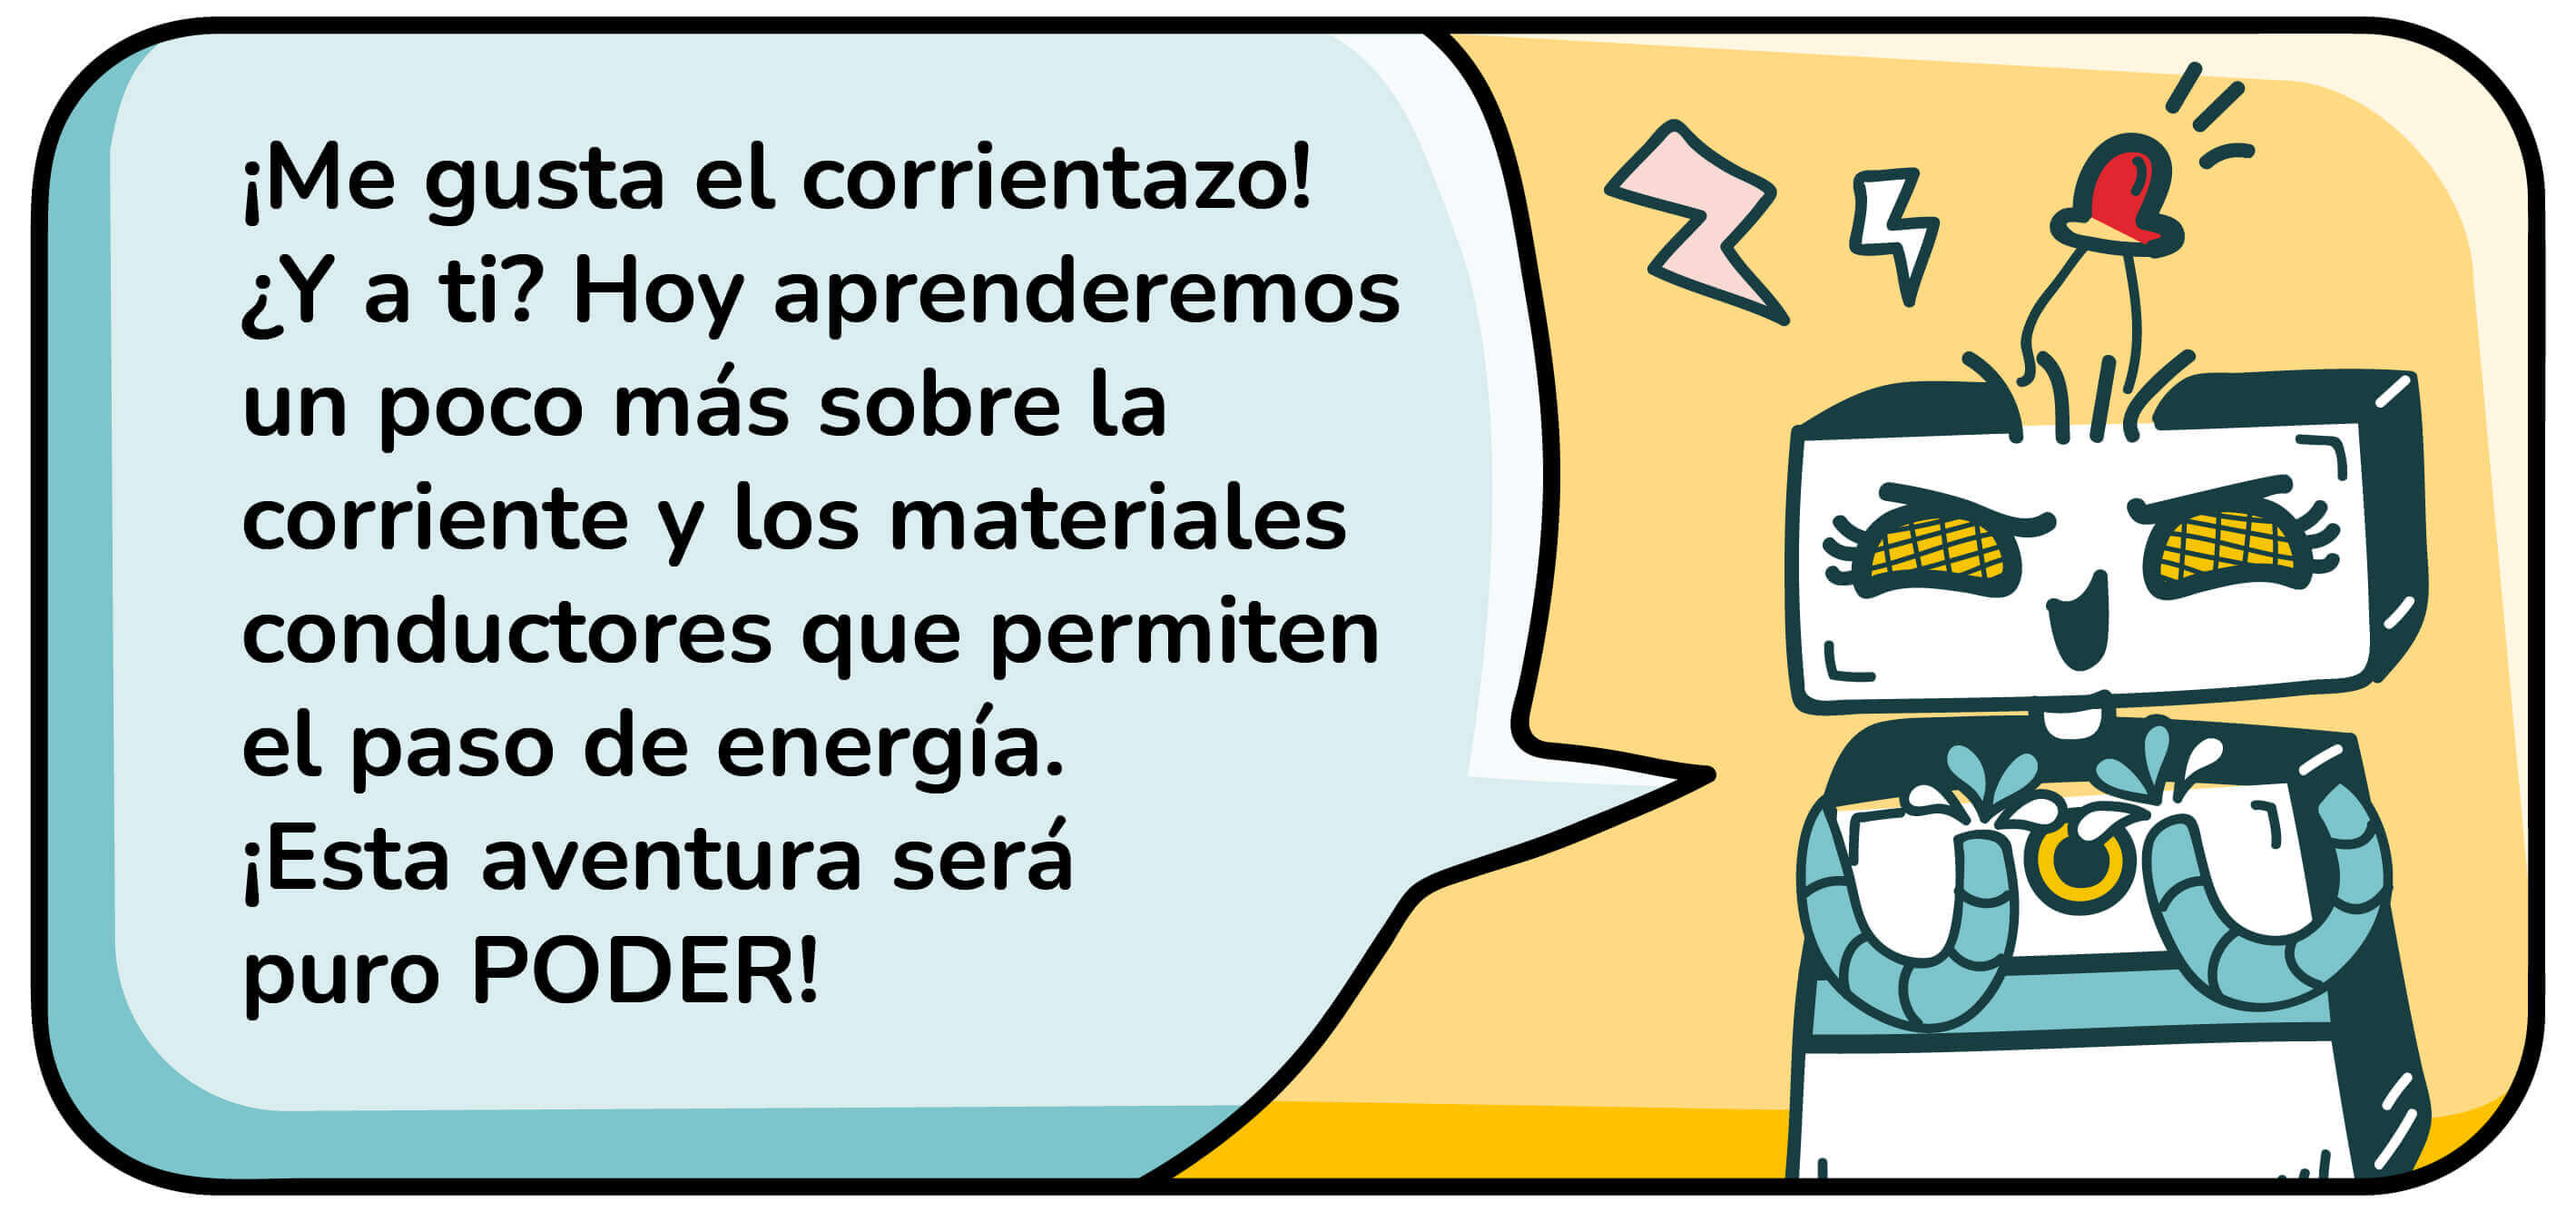 ¡Me gusta el corrientazo!
¿Y a ti? Hoy aprenderemos
un poco más sobre la
corriente y los materiales
conductores que permiten
el paso de energía.
¡Esta aventura será
puro PODER!